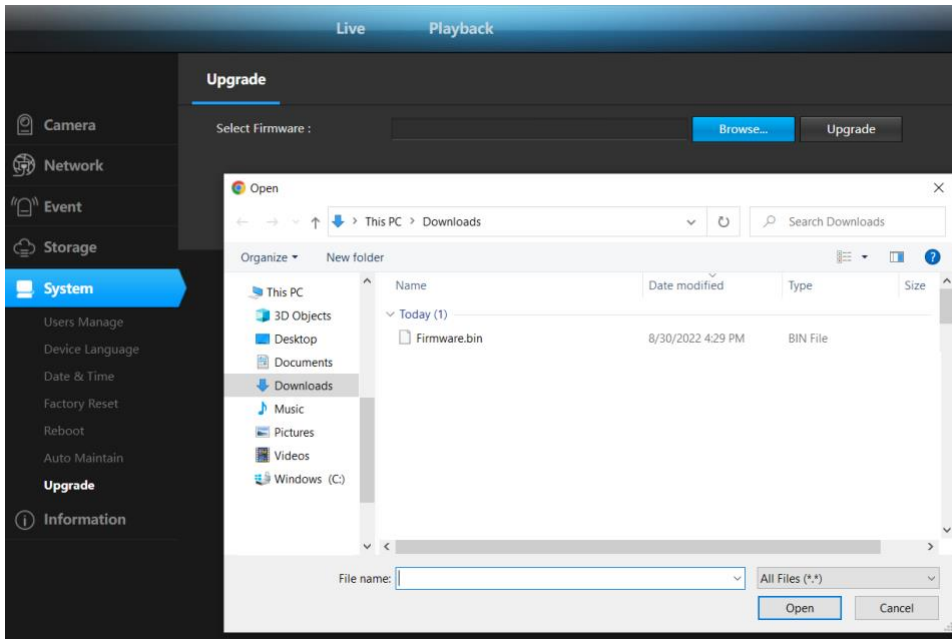 Live Playback
Upgrade
Select Firmware : Browse... Upgrade
Camera
Network
Event
Storage
System
Users Manage
Device Language
Date & Time
Factory Reset
Reboot
Auto Maintain
Upgrade
Information
Open
This PC > Downloads
Search Downloads
Organize New folder
This PC
3D Objects
Desktop
Documents
Downloads
Music
Pictures
Videos
Windows (C:)
Name Date modified Type Size
Today (1)
Firmware.bin 8/30/2022 4:29 PM BIN File
File name: All Files (*.*)
Open Cancel